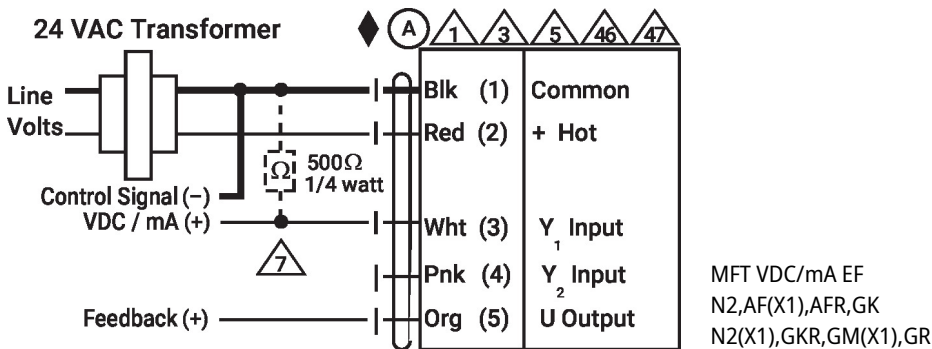 24 VAC Transformer
A 1 3 5 46 47
Line
Volts
Blk (1) Common
Red (2) + Hot
Ω 500Ω
1/4 watt
Control Signal (−)
VDC / mA (+)
Wht (3) Y1 Input
7
Pnk (4) Y2 Input
Feedback (+)
Org (5) U Output
MFT VDC/mA EF
N2,AF(X1),AFR,GK
N2(X1),GKR,GM(X1),GR